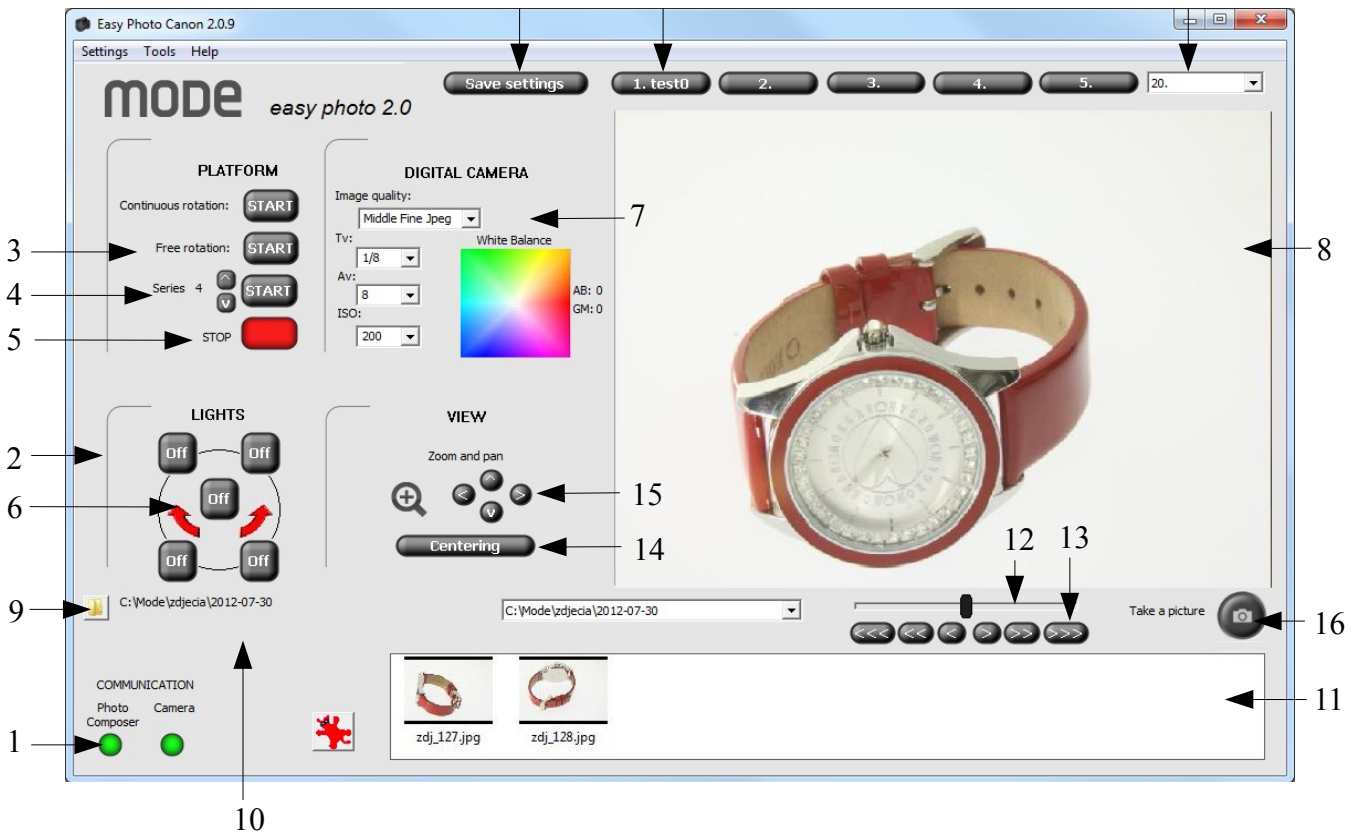 Easy Photo Canon 2.0.9
Settings Tools Help
MODE easy photo 2.0
Save settings 1. test0 2. 3. 4. 5. 20.
PLATFORM
Continuous rotation: START
3 Free rotation: START
4 Series 4 ^ v START
5 STOP
DIGITAL CAMERA
Image quality:
Middle Fine Jpeg 7
Tv:
1/8
Av:
8
ISO:
200
White Balance
AB: 0
GM: 0
8
LIGHTS
2 Off Off
6 Off
Off Off
VIEW
Zoom and pan
< ^ > v 15
Centering 14
12 13
9 C:\Mode\zdjecia\2012-07-30
C:\Mode\zdjecia\2012-07-30
<<< << < > >> >>>
Take a picture 16
COMMUNICATION
Photo Composer Camera
1
zdj_127.jpg zdj_128.jpg
11
10